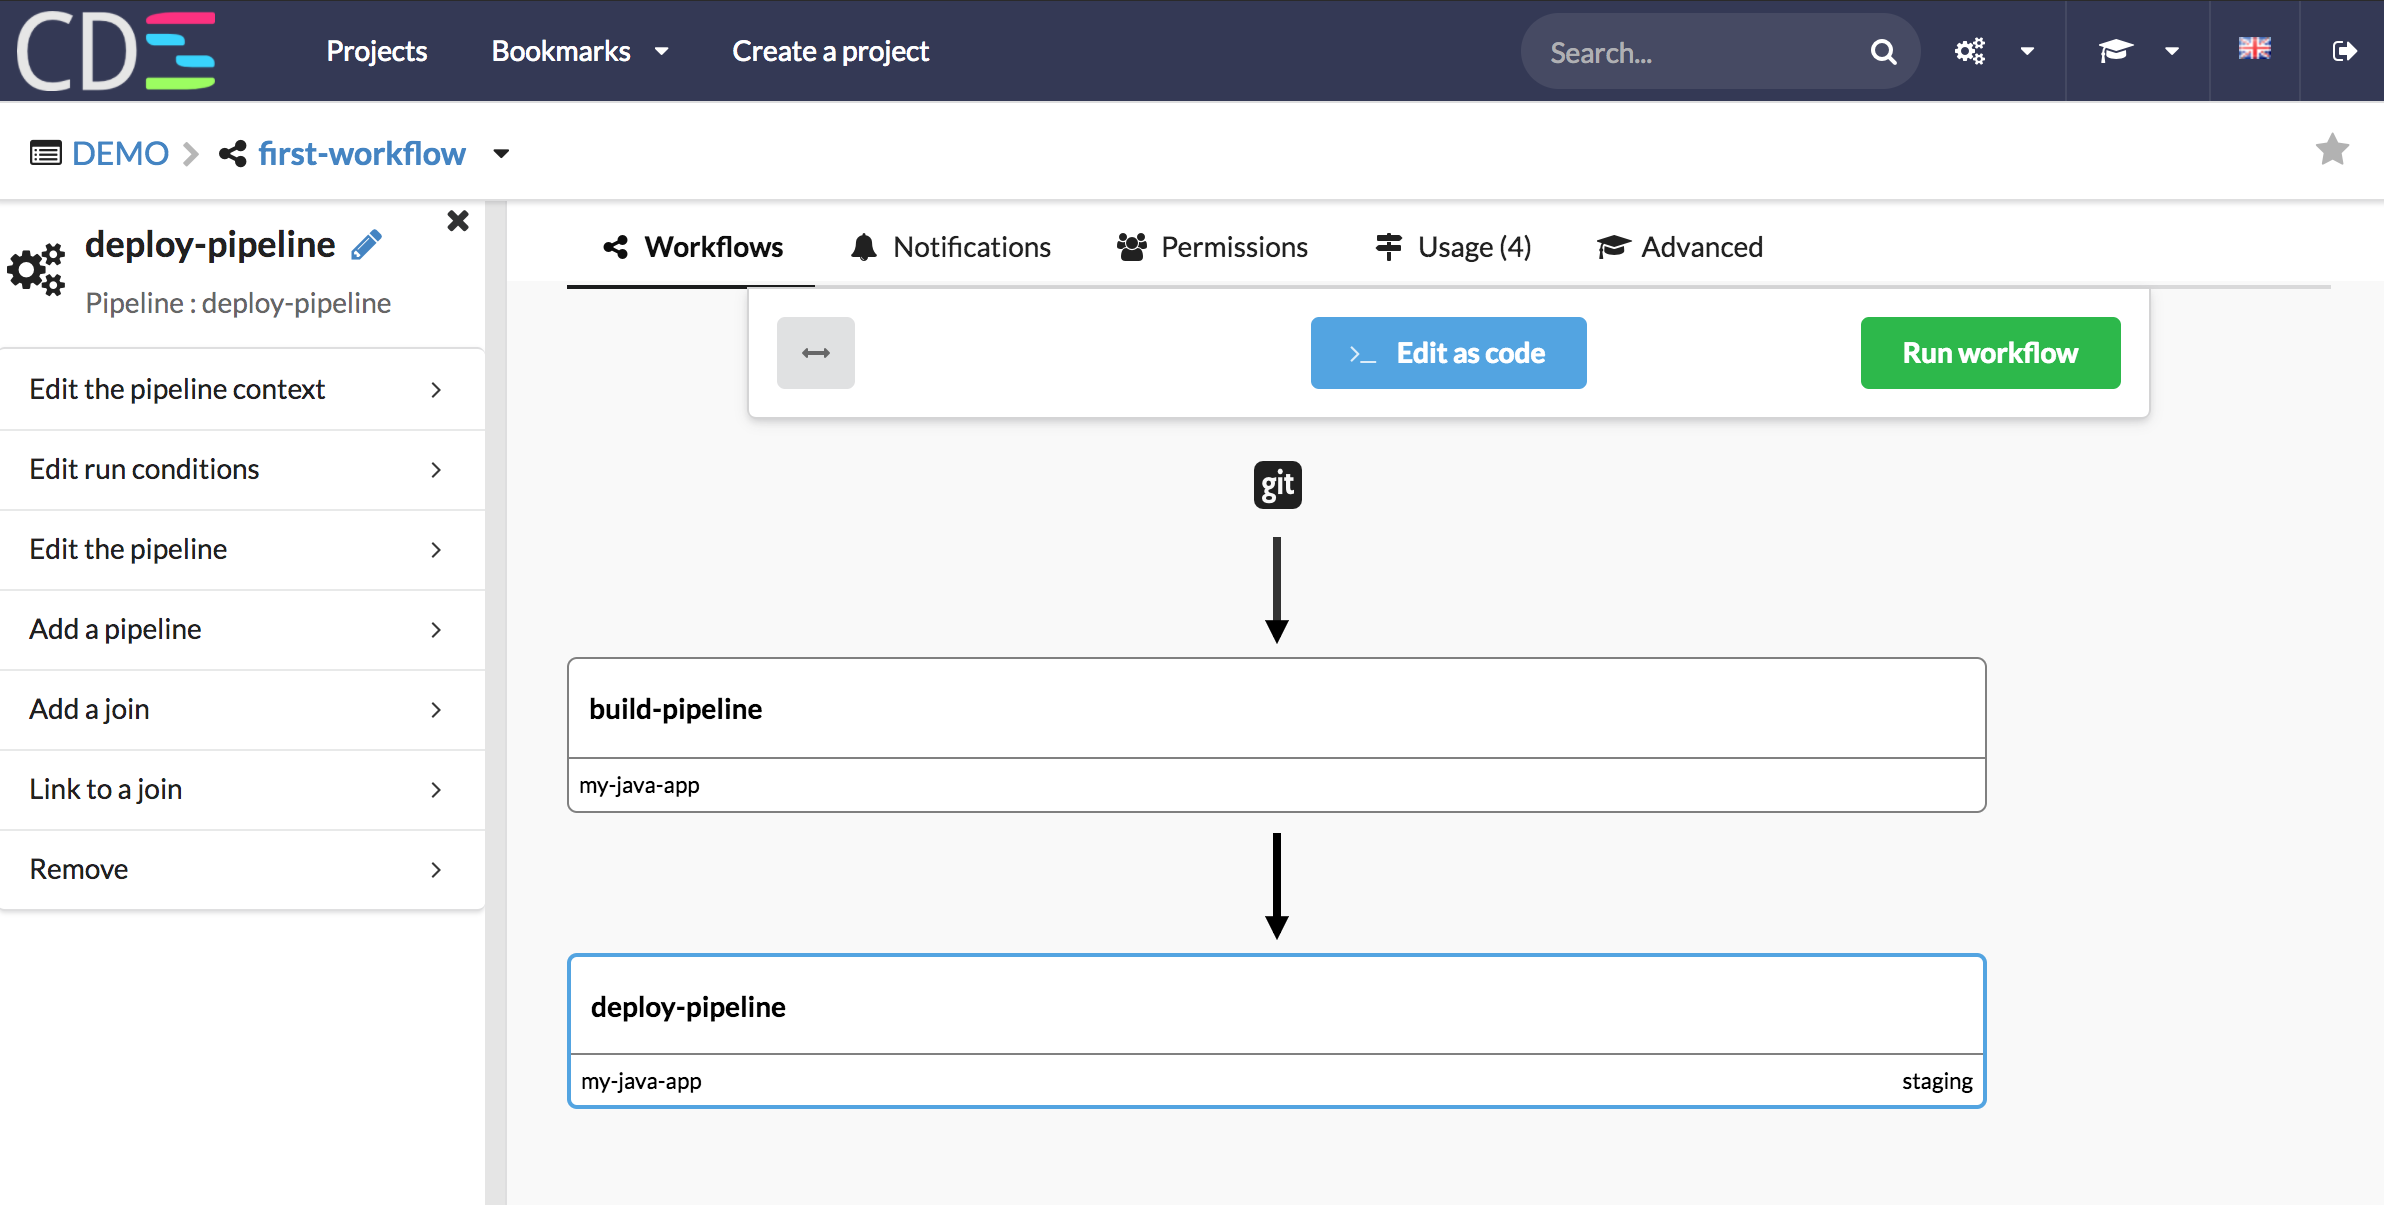 CDS
Projects Bookmarks Create a project Search...
DEMO first-workflow
deploy-pipeline
Pipeline : deploy-pipeline
Edit the pipeline context
Edit run conditions
Edit the pipeline
Add a pipeline
Add a join
Link to a join
Remove
Workflows Notifications Permissions Usage (4) Advanced
>_ Edit as code Run workflow
git
build-pipeline
my-java-app
deploy-pipeline
my-java-app staging